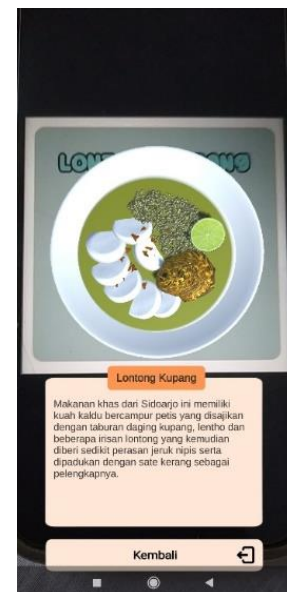 Lontong Kupang
Makanan khas dari Sidoarjo ini memiliki
kuah kaldu bercampur petis yang disajikan
dengan taburan daging kupang, lentho dan
beberapa irisan lontong yang kemudian
diberi sedikit perasan jeruk nipis serta
dipadukan dengan sate kerang sebagai
pelengkapnya.
Kembali